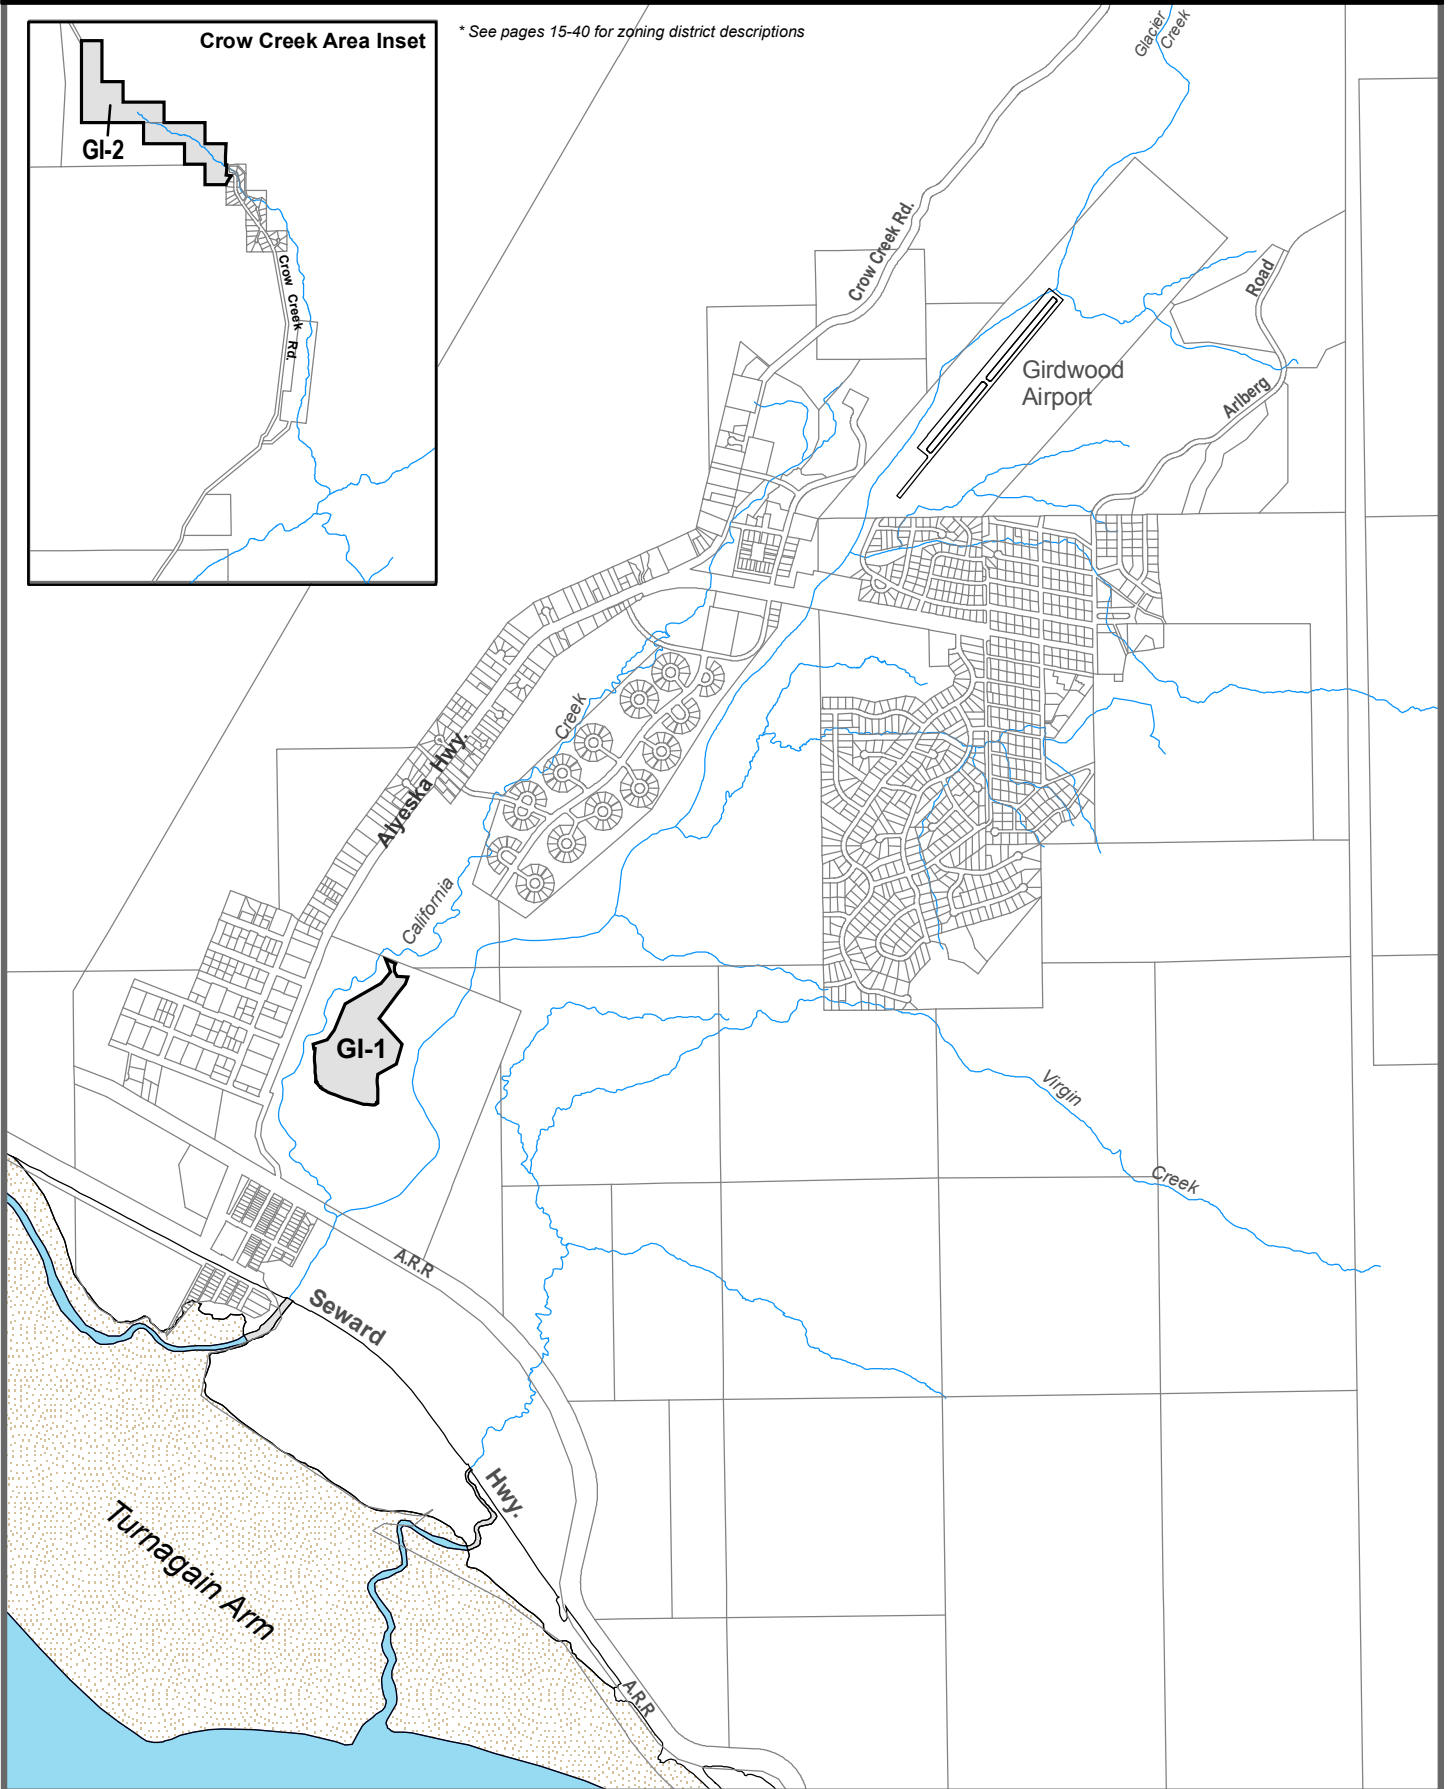 Crow Creek Area Inset
* See pages 15-40 for zoning district descriptions
Glacier
Creek
GI-2
Crow Creek Rd.
Crow Creek Rd.
Road
Girdwood
Airport
Arlberg
Creek
Alyeska Hwy.
California
GI-1
Virgin
Creek
A.R.R
Seward
Hwy.
Turnagain Arm
A.R.R